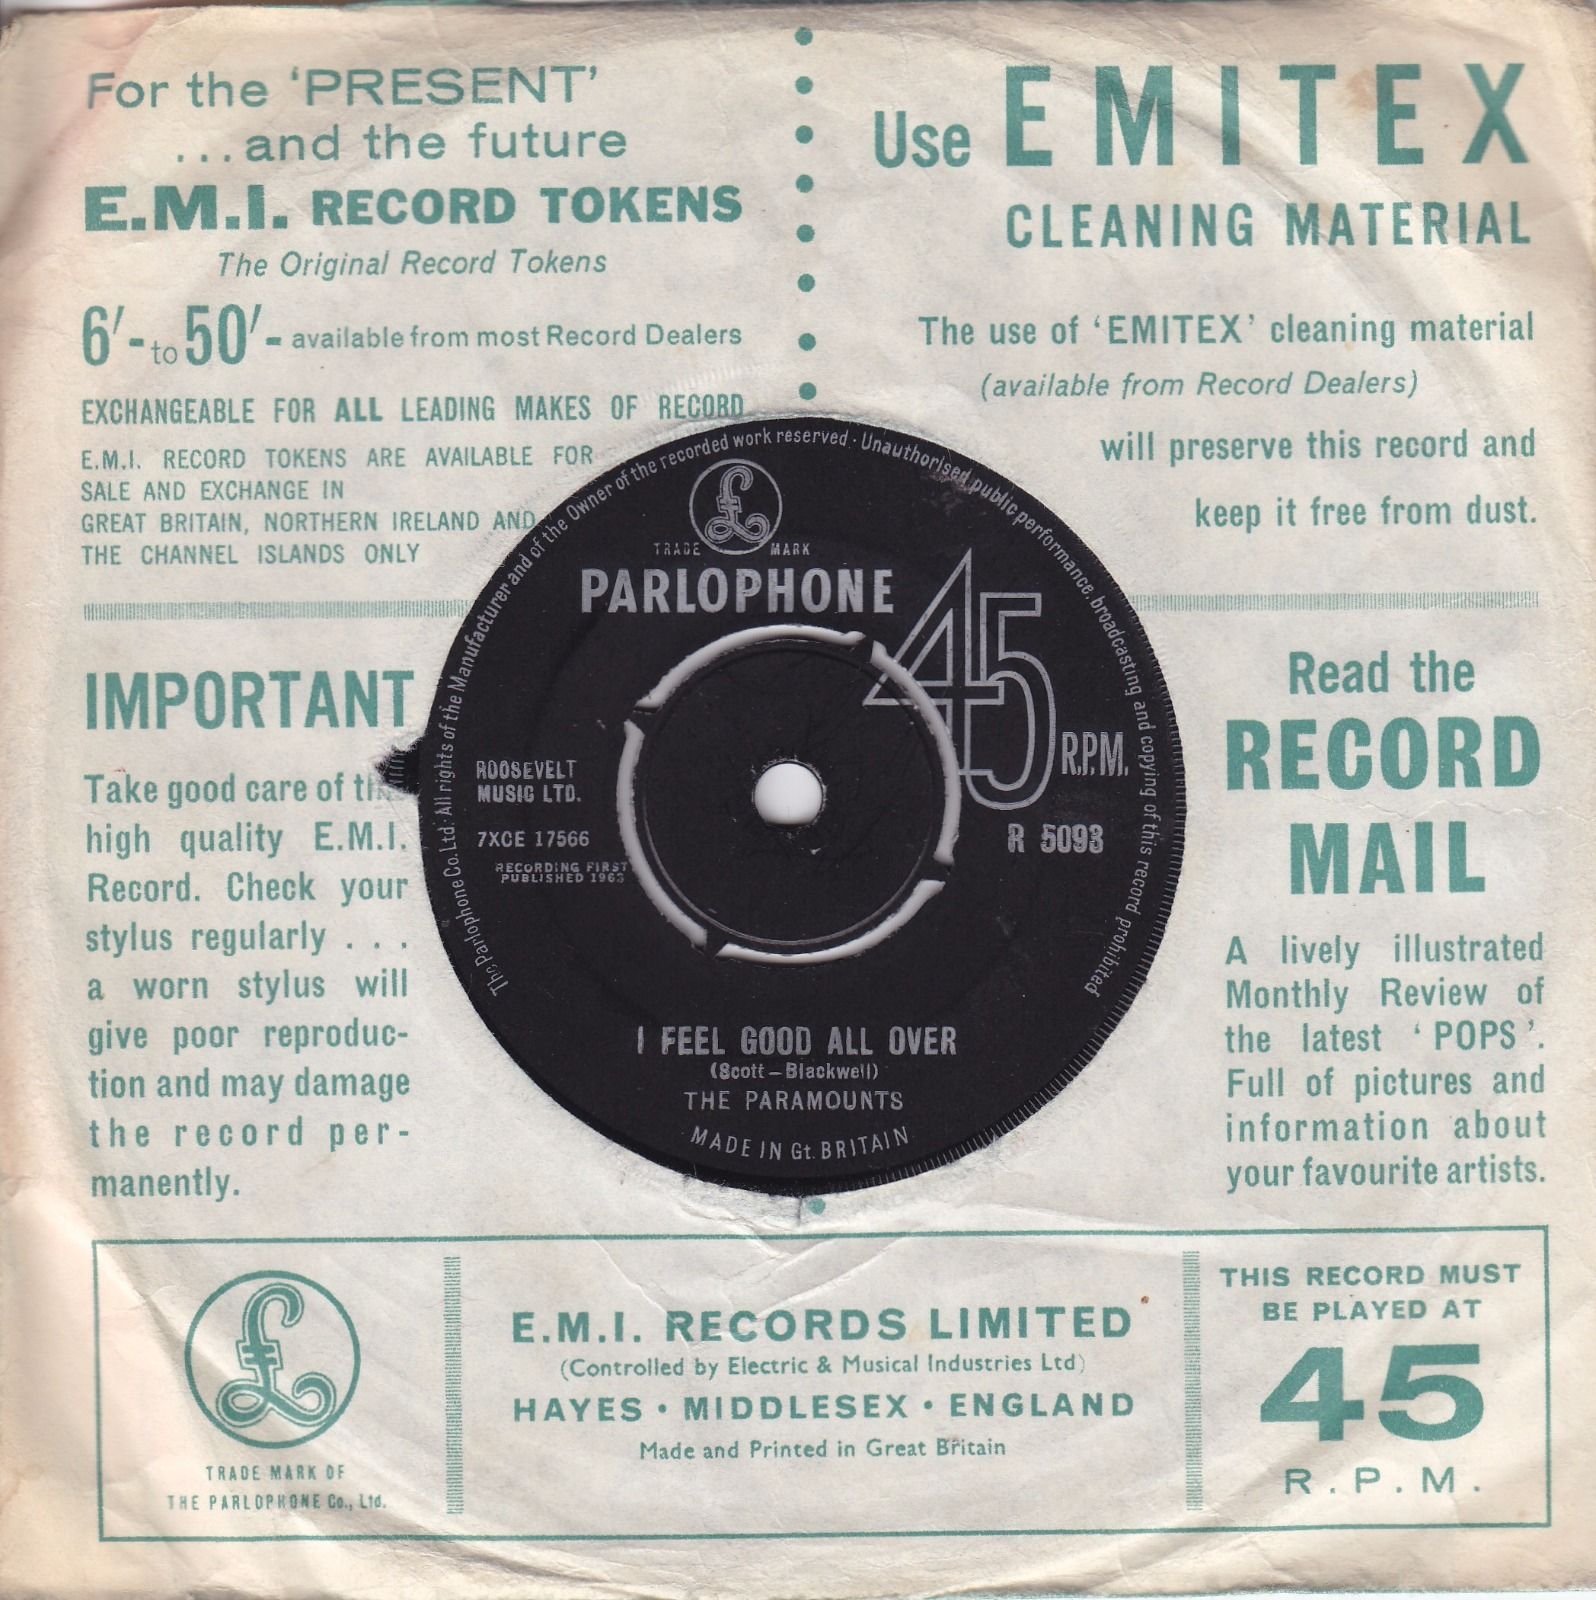 For the 'PRESENT'
...and the future
E.M.I. RECORD TOKENS
The Original Record Tokens
6/- to 50/- available from most Record Dealers
EXCHANGEABLE FOR ALL LEADING MAKES OF RECORD
E.M.I. RECORD TOKENS ARE AVAILABLE FOR
SALE AND EXCHANGE IN
GREAT BRITAIN, NORTHERN IRELAND AND
THE CHANNEL ISLANDS ONLY
Use EMITEX
CLEANING MATERIAL
The use of 'EMITEX' cleaning material
(available from Record Dealers)
will preserve this record and
keep it free from dust.
IMPORTANT
Take good care of
high quality E.M.I.
Record. Check your
stylus regularly . . .
a worn stylus will
give poor reproduc-
tion and may damage
the record per-
manently.
The Parlophone Co. Ltd. All rights of the Manufacturer and of the Owner of the recorded work reserved · Unauthorised public performance, broadcasting and copying of this record prohibited
£
TRADE MARK
PARLOPHONE
45 R.P.M.
ROOSEVELT
MUSIC LTD.
7XCE 17566
RECORDING FIRST
PUBLISHED 1963
R 5093
I FEEL GOOD ALL OVER
(Scott – Blackwell)
THE PARAMOUNTS
MADE IN Gt. BRITAIN
Read the
RECORD
MAIL
A lively illustrated
Monthly Review of
the latest 'POPS'.
Full of pictures and
information about
your favourite artists.
£
TRADE MARK OF
THE PARLOPHONE Co., Ltd.
E.M.I. RECORDS LIMITED
(Controlled by Electric & Musical Industries Ltd)
HAYES · MIDDLESEX · ENGLAND
Made and Printed in Great Britain
THIS RECORD MUST
BE PLAYED AT
45
R.P.M.